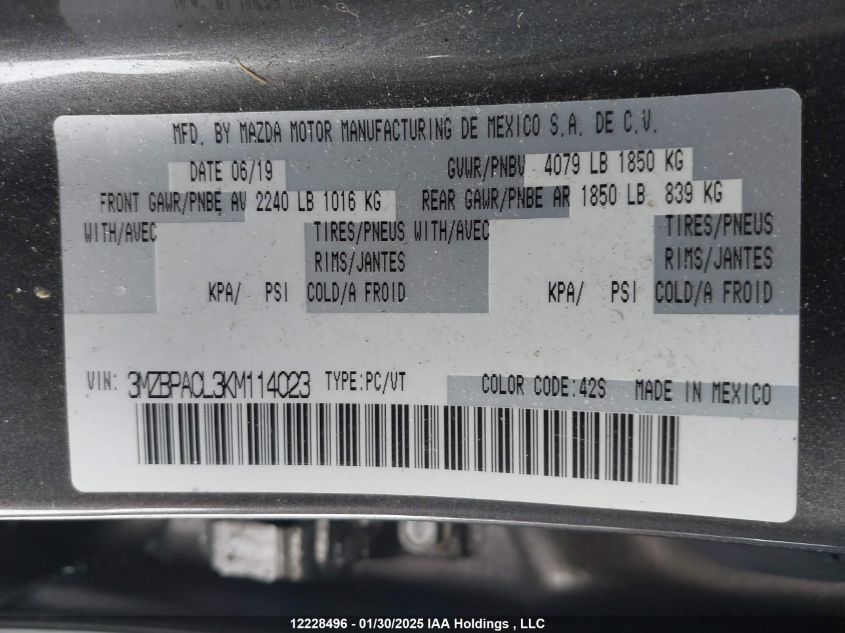 MFD. BY MAZDA MOTOR MANUFACTURING DE MEXICO S.A. DE C.V.
DATE 06/19 GVWR/PNBV 4079 LB 1850 KG
FRONT GAWR/PNBE AV 2240 LB 1016 KG REAR GAWR/PNBE AR 1850 LB 839 KG
WITH/AVEC TIRES/PNEUS WITH/AVEC TIRES/PNEUS
RIMS/JANTES RIMS/JANTES
KPA/ PSI COLD/A FROID KPA/ PSI COLD/A FROID
VIN: 3MZBPACL3KM114023 TYPE:PC/VT COLOR CODE:42S MADE IN MEXICO
12228496 - 01/30/2025 IAA Holdings , LLC